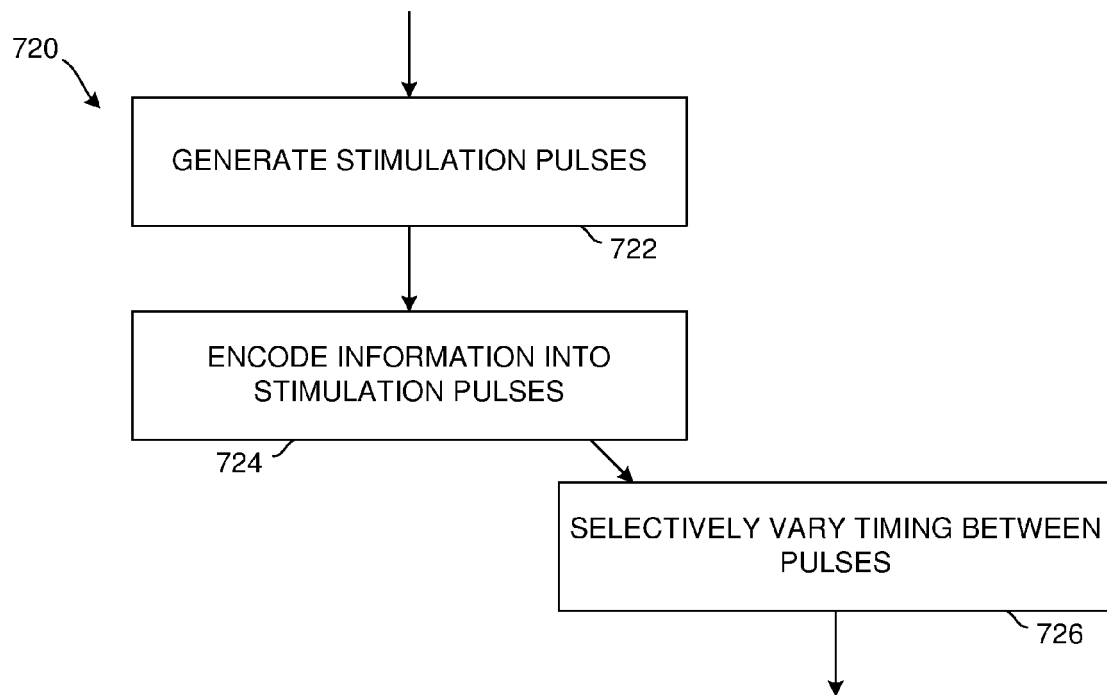 720
GENERATE STIMULATION PULSES
722
ENCODE INFORMATION INTO
STIMULATION PULSES
724
SELECTIVELY VARY TIMING BETWEEN
PULSES
726